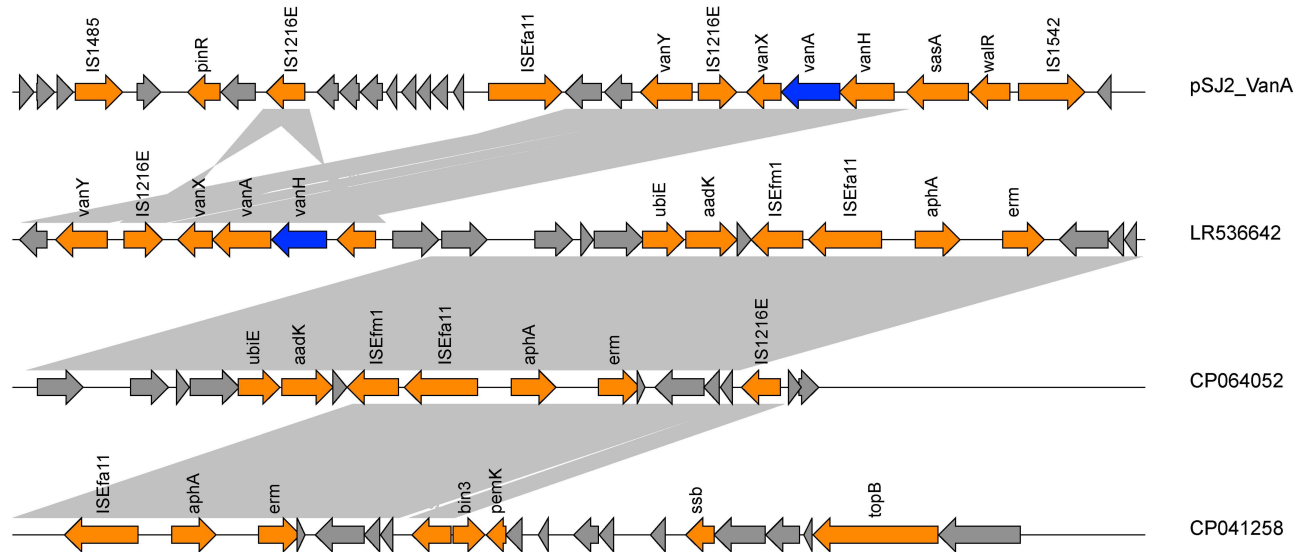 IS1485 pinR IS1216E ISEfa11 vanY IS1216E vanX vanA vanH sasA walR IS1542
pSJ2_VanA
vanY IS1216E vanX vanA vanH ubiE aadK ISEfm1 ISEfa11 aphA erm
LR536642
ubiE aadK ISEfm1 ISEfa11 aphA erm IS1216E
CP064052
ISEfa11 aphA erm bin3 pemK ssb topB
CP041258